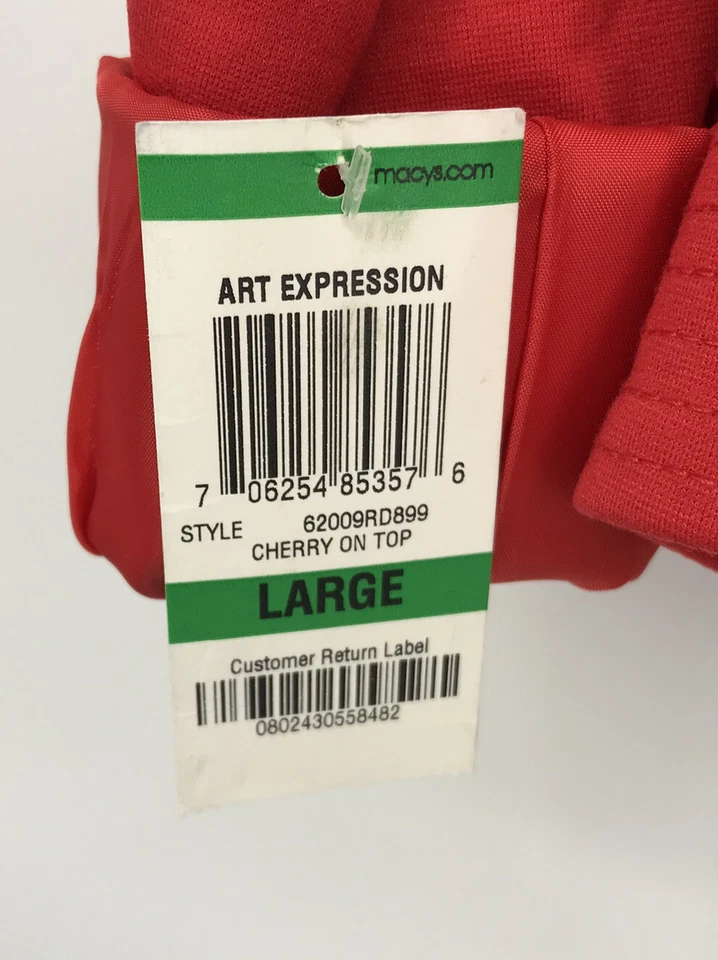 macys.com
ART EXPRESSION
7 06254 85357 6
STYLE 62009RD899
CHERRY ON TOP
LARGE
Customer Return Label
0802430558482